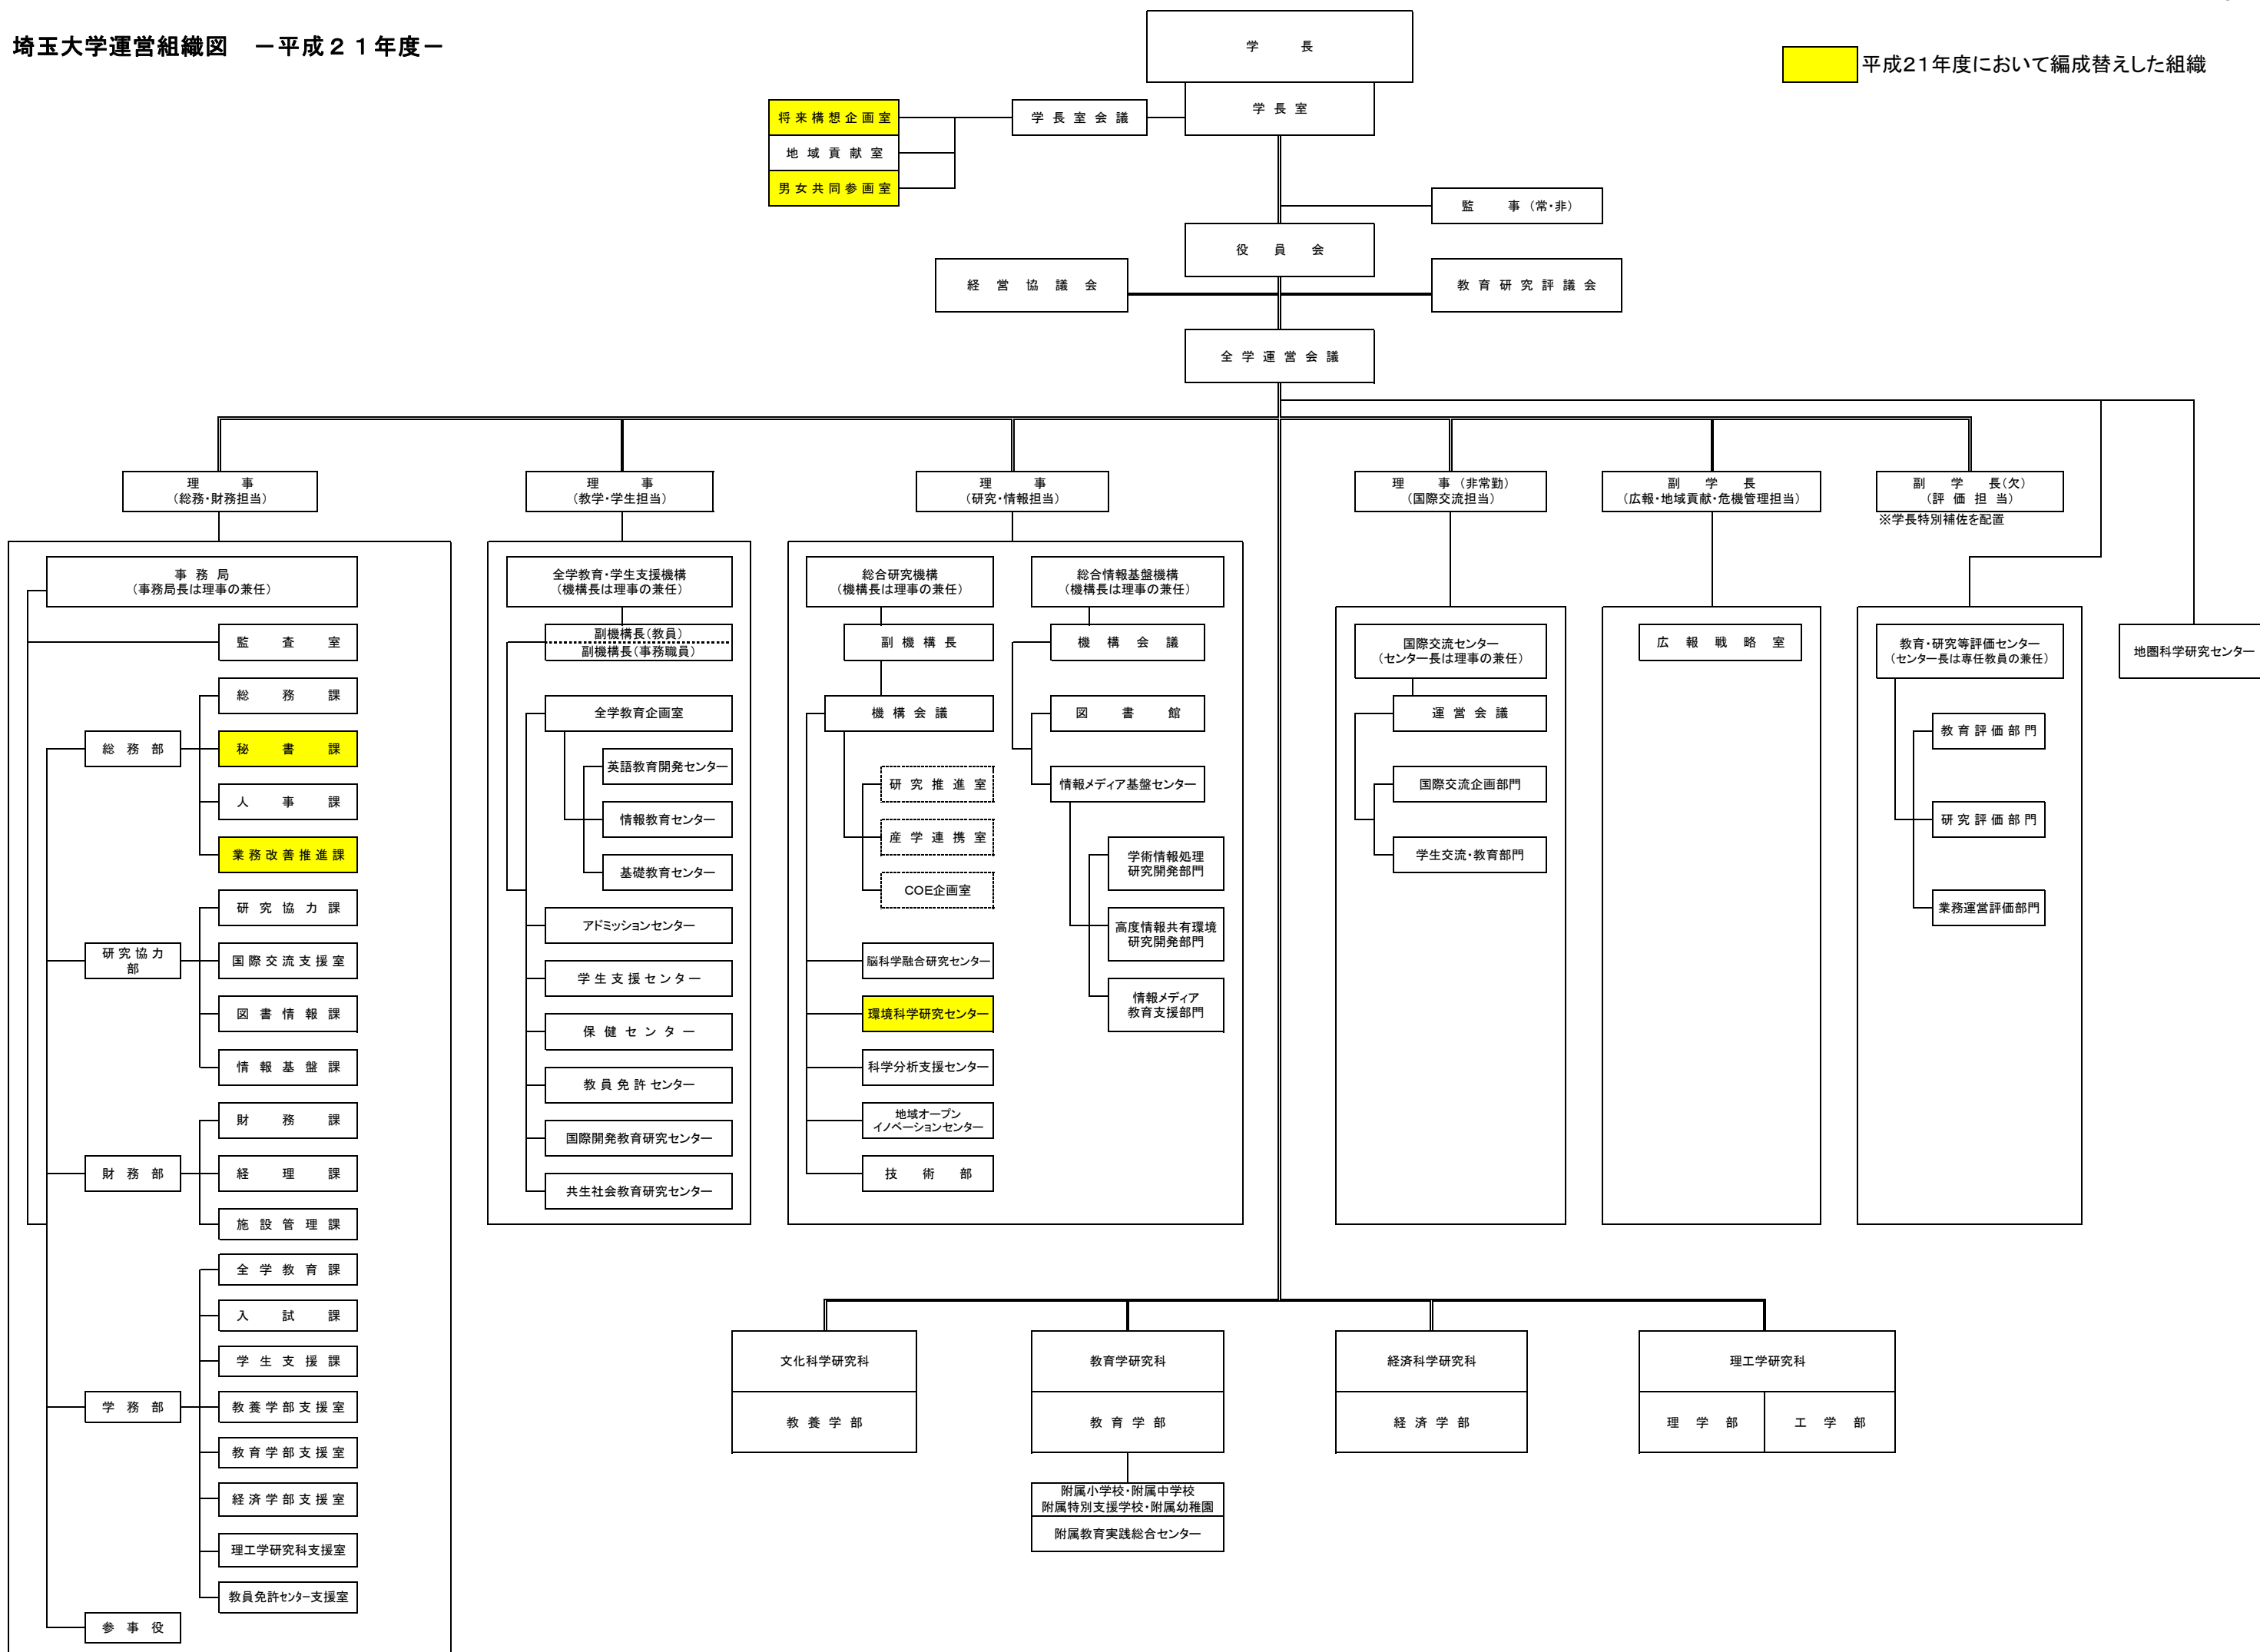 埼玉大学運営組織図　－平成２１年度－
平成21年度において編成替えした組織
学長
学長室
学長室会議
将来構想企画室
地域貢献室
男女共同参画室
監事（常・非）
役員会
経営協議会
教育研究評議会
全学運営会議
理事
（総務・財務担当）
理事
（教学・学生担当）
理事
（研究・情報担当）
理事（非常勤）
（国際交流担当）
副学長
（広報・地域貢献・危機管理担当）
副学長（欠）
（評価担当）
※学長特別補佐を配置
事務局
（事務局長は理事の兼任）
監査室
総務部
総務課
秘書課
人事課
業務改善推進課
研究協力
部
研究協力課
国際交流支援室
図書情報課
情報基盤課
財務部
財務課
経理課
施設管理課
学務部
全学教育課
入試課
学生支援課
教養学部支援室
教育学部支援室
経済学部支援室
理工学研究科支援室
教員免許センター支援室
参事役
全学教育・学生支援機構
（機構長は理事の兼任）
副機構長（教員）
副機構長（事務職員）
全学教育企画室
英語教育開発センター
情報教育センター
基礎教育センター
アドミッションセンター
学生支援センター
保健センター
教員免許センター
国際開発教育研究センター
共生社会教育研究センター
総合研究機構
（機構長は理事の兼任）
副機構長
機構会議
研究推進室
産学連携室
COE企画室
脳科学融合研究センター
環境科学研究センター
科学分析支援センター
地域オープン
イノベーションセンター
技術部
総合情報基盤機構
（機構長は理事の兼任）
機構会議
図書館
情報メディア基盤センター
学術情報処理
研究開発部門
高度情報共有環境
研究開発部門
情報メディア
教育支援部門
国際交流センター
（センター長は理事の兼任）
運営会議
国際交流企画部門
学生交流・教育部門
広報戦略室
教育・研究等評価センター
（センター長は専任教員の兼任）
教育評価部門
研究評価部門
業務運営評価部門
地圏科学研究センター
文化科学研究科
教養学部
教育学研究科
教育学部
附属小学校・附属中学校
附属特別支援学校・附属幼稚園
附属教育実践総合センター
経済科学研究科
経済学部
理工学研究科
理学部
工学部